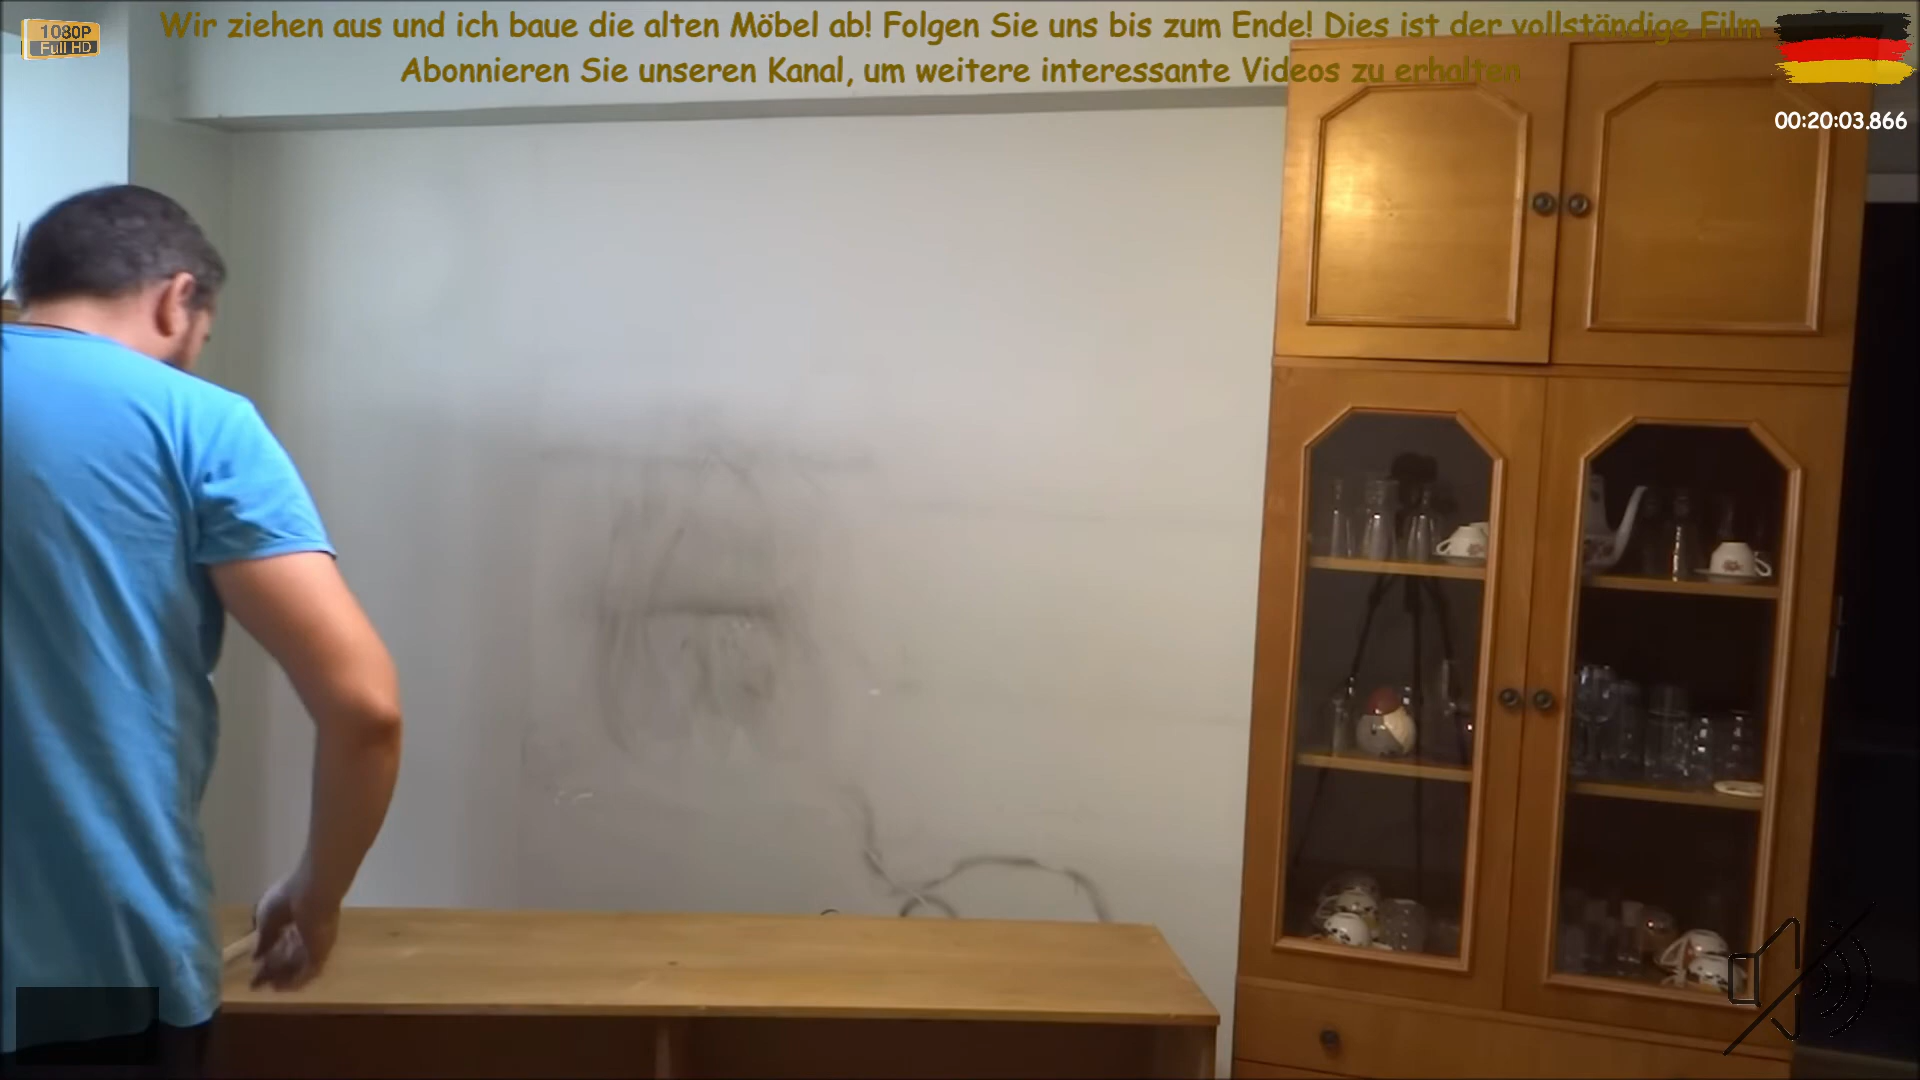 1080P
Full HD
Wir ziehen aus und ich baue die alten Möbel ab! Folgen Sie uns bis zum Ende! Dies ist der vollständige Film
Abonnieren Sie unseren Kanal, um weitere interessante Videos zu erhalten
00:20:03.866